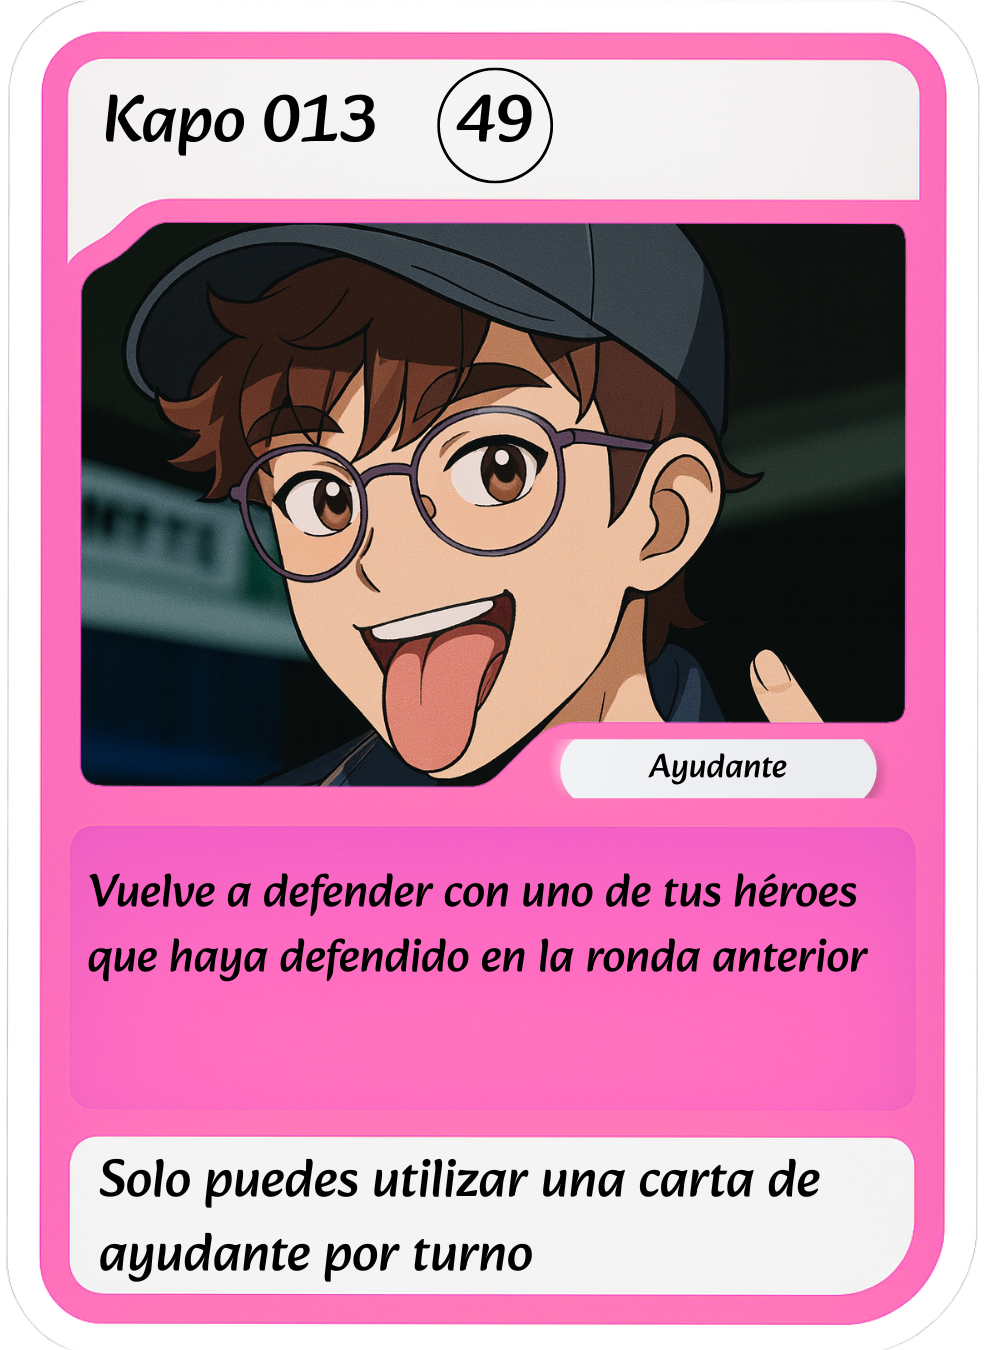 Kapo 013 49
Ayudante
Vuelve a defender con uno de tus héroes
que haya defendido en la ronda anterior
Solo puedes utilizar una carta de
ayudante por turno